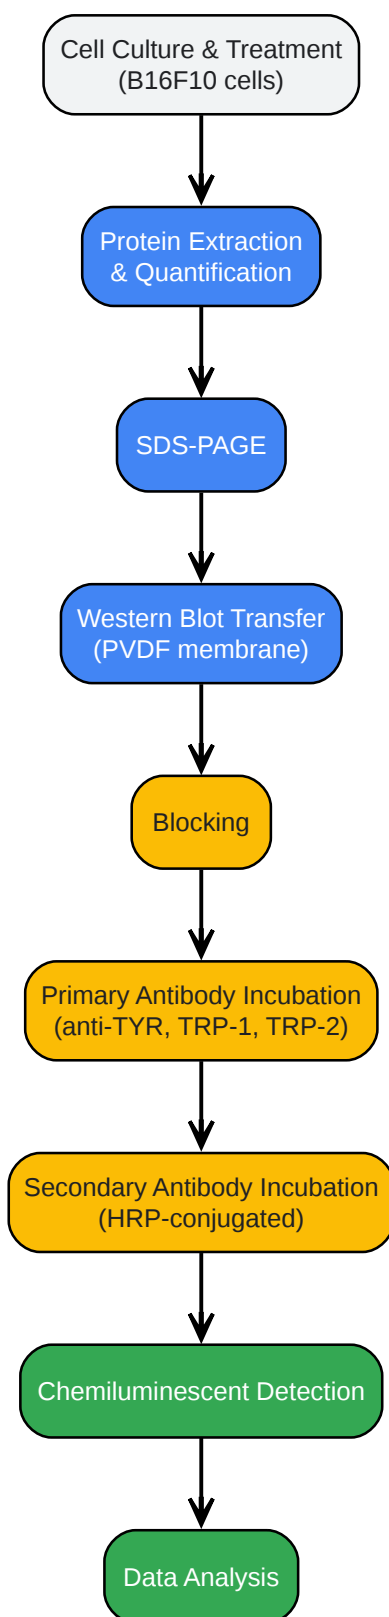 Cell Culture & Treatment
(B16F10 cells)
Protein Extraction
& Quantification
SDS-PAGE
Western Blot Transfer
(PVDF membrane)
Blocking
Primary Antibody Incubation
(anti-TYR, TRP-1, TRP-2)
Secondary Antibody Incubation
(HRP-conjugated)
Chemiluminescent Detection
Data Analysis